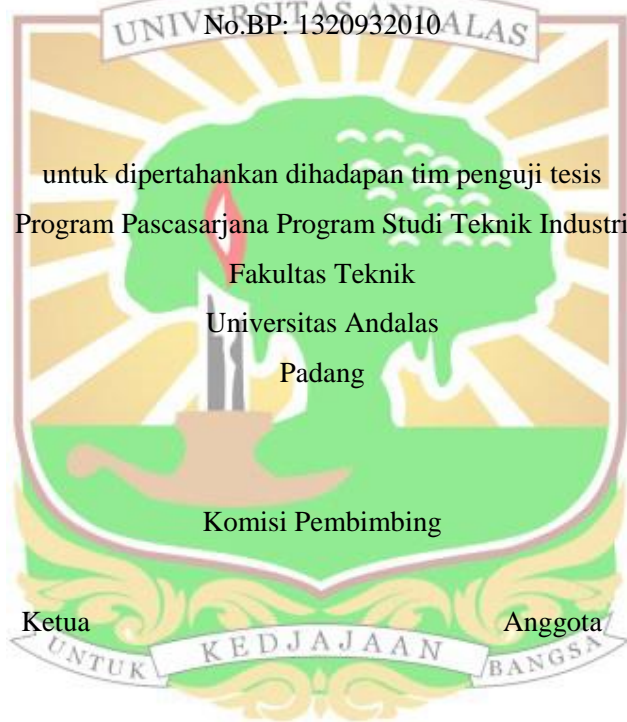 UNIVERSITAS ANDALAS
No.BP: 1320932010
untuk dipertahankan dihadapan tim penguji tesis
Program Pascasarjana Program Studi Teknik Industri
Fakultas Teknik
Universitas Andalas
Padang
Komisi Pembimbing
Ketua Anggota
UNTUK KEDJAJAAN BANGSA